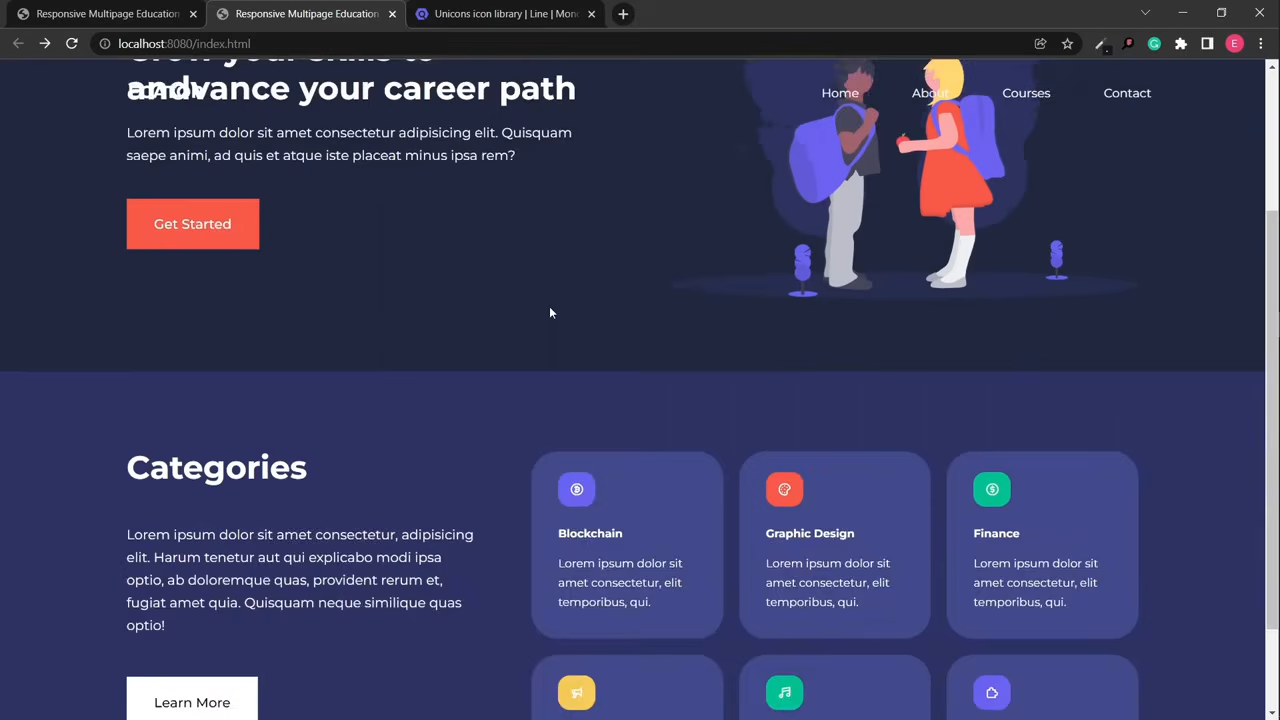 Responsive Multipage Education
Responsive Multipage Education
Unicons icon library | Line | Mono
localhost:8080/index.html
E
Grow your skills to
advance your career path
Home
About
Courses
Contact
Lorem ipsum dolor sit amet consectetur adipisicing elit. Quisquam
saepe animi, ad quis et atque iste placeat minus ipsa rem?
Get Started
Categories
Lorem ipsum dolor sit amet consectetur, adipisicing
elit. Harum tenetur aut qui explicabo modi ipsa
optio, ab doloremque quas, provident rerum et,
fugiat amet quia. Quisquam neque similique quas
optio!
Learn More
Blockchain
Lorem ipsum dolor sit
amet consectetur, elit
temporibus, qui.
Graphic Design
Lorem ipsum dolor sit
amet consectetur, elit
temporibus, qui.
Finance
Lorem ipsum dolor sit
amet consectetur, elit
temporibus, qui.